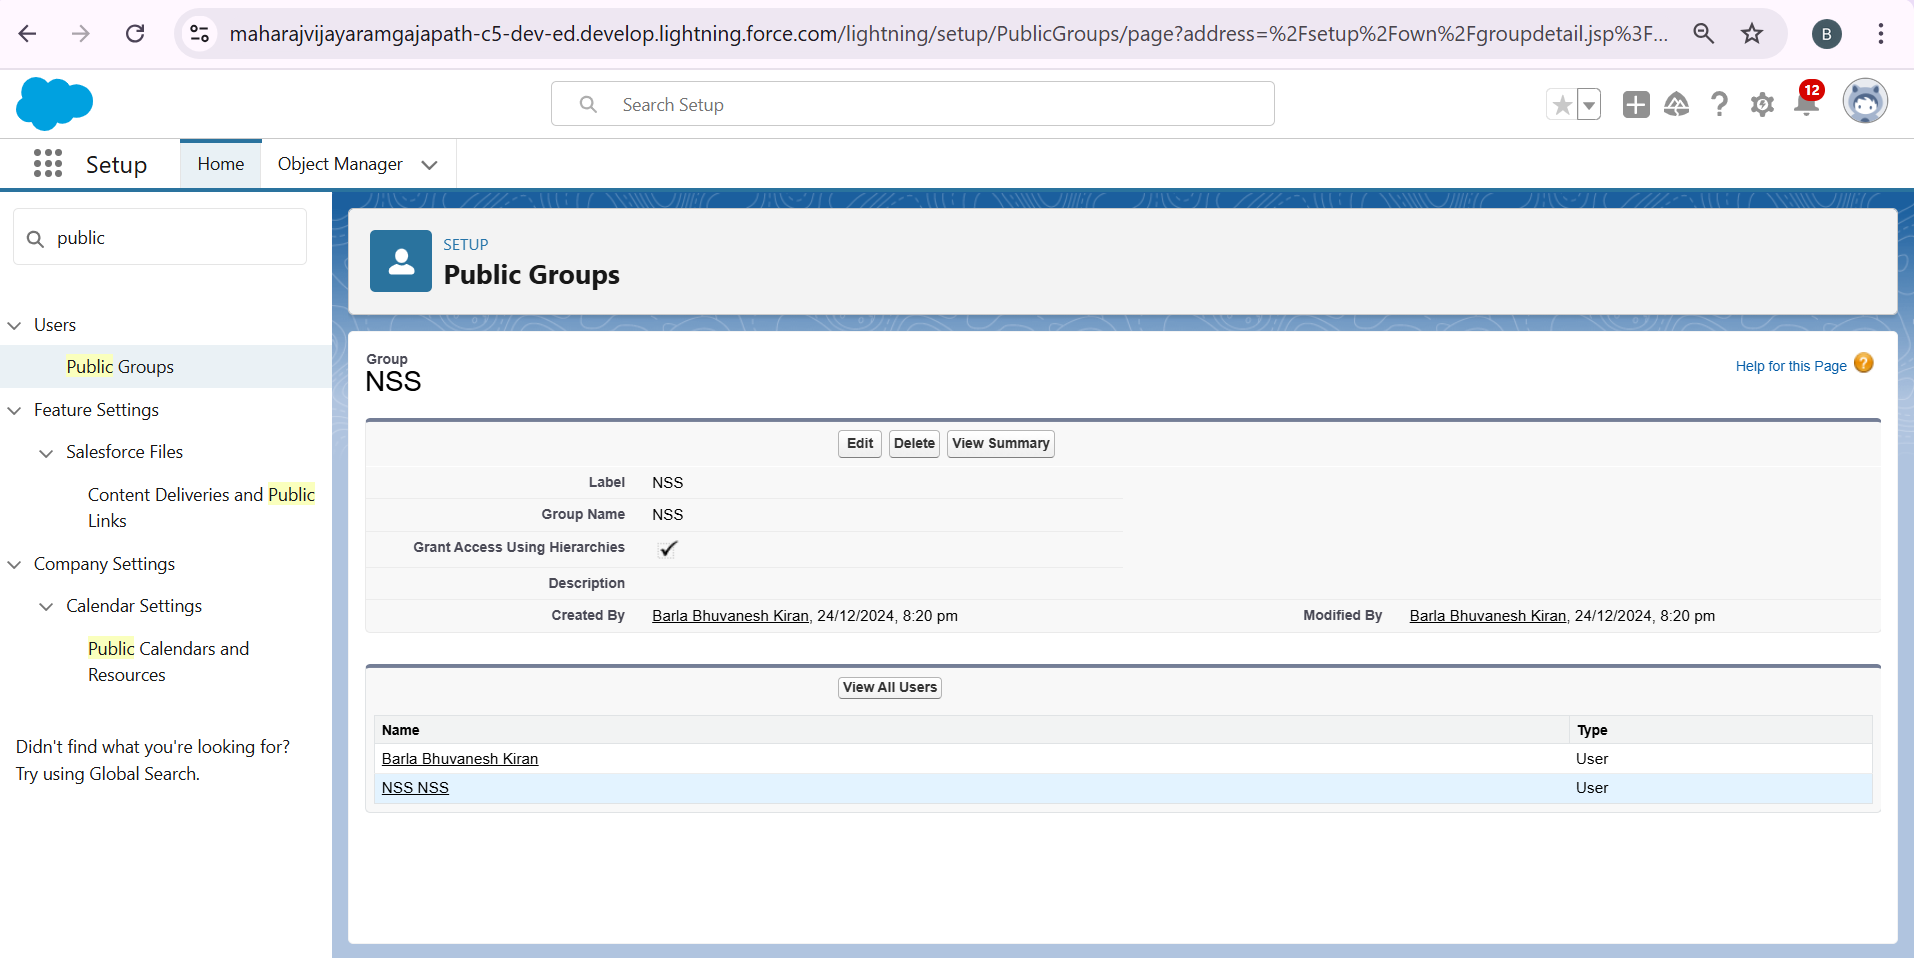 maharajvijayaramgajapath-c5-dev-ed.develop.lightning.force.com/lightning/setup/PublicGroups/page?address=%2Fsetup%2Fown%2Fgroupdetail.jsp%3F...
B
Search Setup
12
Setup
Home
Object Manager
public
Users
Public Groups
Feature Settings
Salesforce Files
Content Deliveries and Public
Links
Company Settings
Calendar Settings
Public Calendars and
Resources
Didn't find what you're looking for?
Try using Global Search.
SETUP
Public Groups
Group
NSS
Help for this Page ?
Edit Delete View Summary
Label NSS
Group Name NSS
Grant Access Using Hierarchies
Description
Created By Barla Bhuvanesh Kiran, 24/12/2024, 8:20 pm Modified By Barla Bhuvanesh Kiran, 24/12/2024, 8:20 pm
View All Users
Name Type
Barla Bhuvanesh Kiran User
NSS NSS User